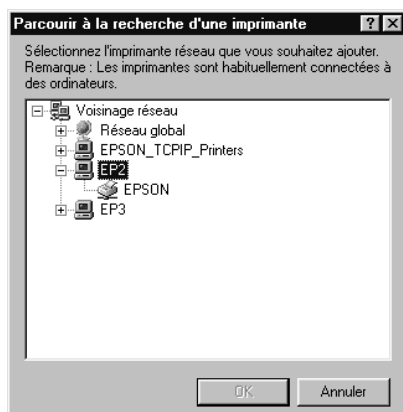 Parcourir à la recherche d'une imprimante
Sélectionnez l'imprimante réseau que vous souhaitez ajouter.
Remarque : Les imprimantes sont habituellement connectées à
des ordinateurs.
Voisinage réseau
Réseau global
EPSON_TCPIP_Printers
EP2
EPSON
EP3
OK
Annuler